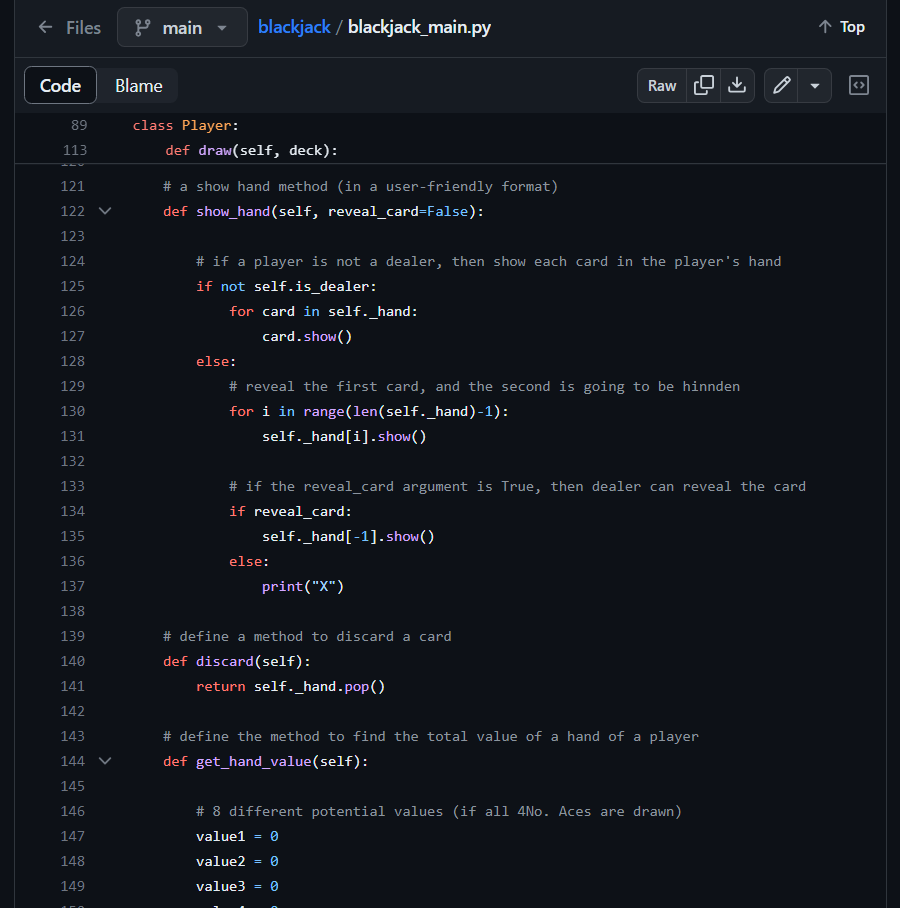 Files main blackjack / blackjack_main.py Top
Code Blame Raw
89 class Player:
113 def draw(self, deck):
121 # a show hand method (in a user-friendly format)
122 def show_hand(self, reveal_card=False):
123
124 # if a player is not a dealer, then show each card in the player's hand
125 if not self.is_dealer:
126 for card in self._hand:
127 card.show()
128 else:
129 # reveal the first card, and the second is going to be hinnden
130 for i in range(len(self._hand)-1):
131 self._hand[i].show()
132
133 # if the reveal_card argument is True, then dealer can reveal the card
134 if reveal_card:
135 self._hand[-1].show()
136 else:
137 print("X")
138
139 # define a method to discard a card
140 def discard(self):
141 return self._hand.pop()
142
143 # define the method to find the total value of a hand of a player
144 def get_hand_value(self):
145
146 # 8 different potential values (if all 4No. Aces are drawn)
147 value1 = 0
148 value2 = 0
149 value3 = 0